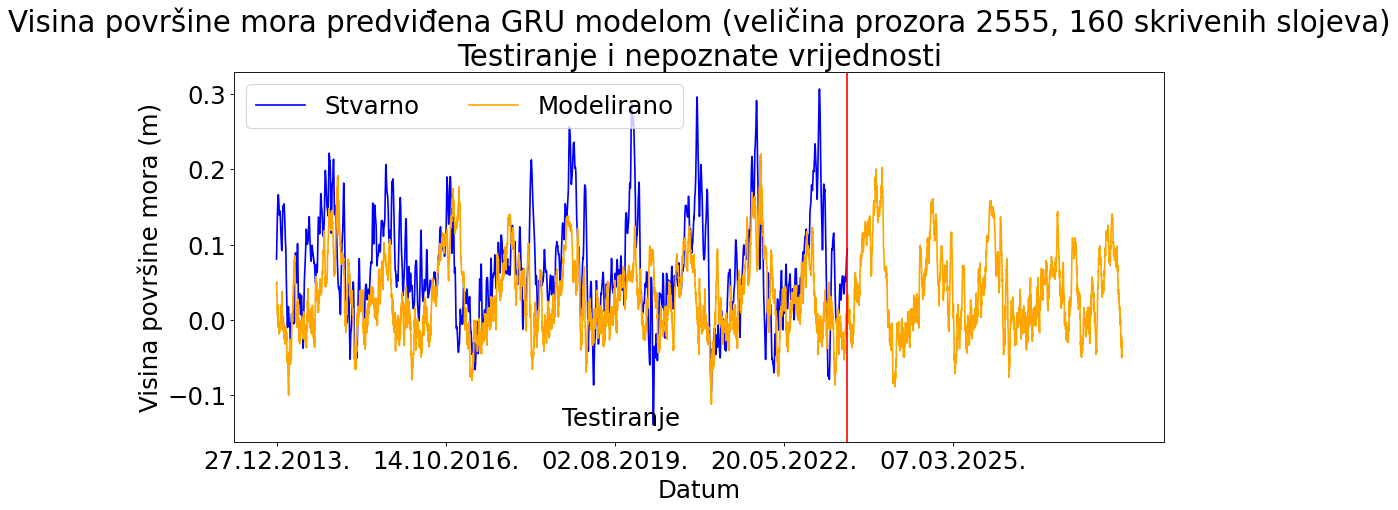 Visina površine mora predviđena GRU modelom (veličina prozora 2555, 160 skrivenih slojeva)
Testiranje i nepoznate vrijednosti
Stvarno Modelirano
Visina površine mora (m)
0.3
0.2
0.1
0.0
−0.1
Testiranje
27.12.2013. 14.10.2016. 02.08.2019. 20.05.2022. 07.03.2025.
Datum